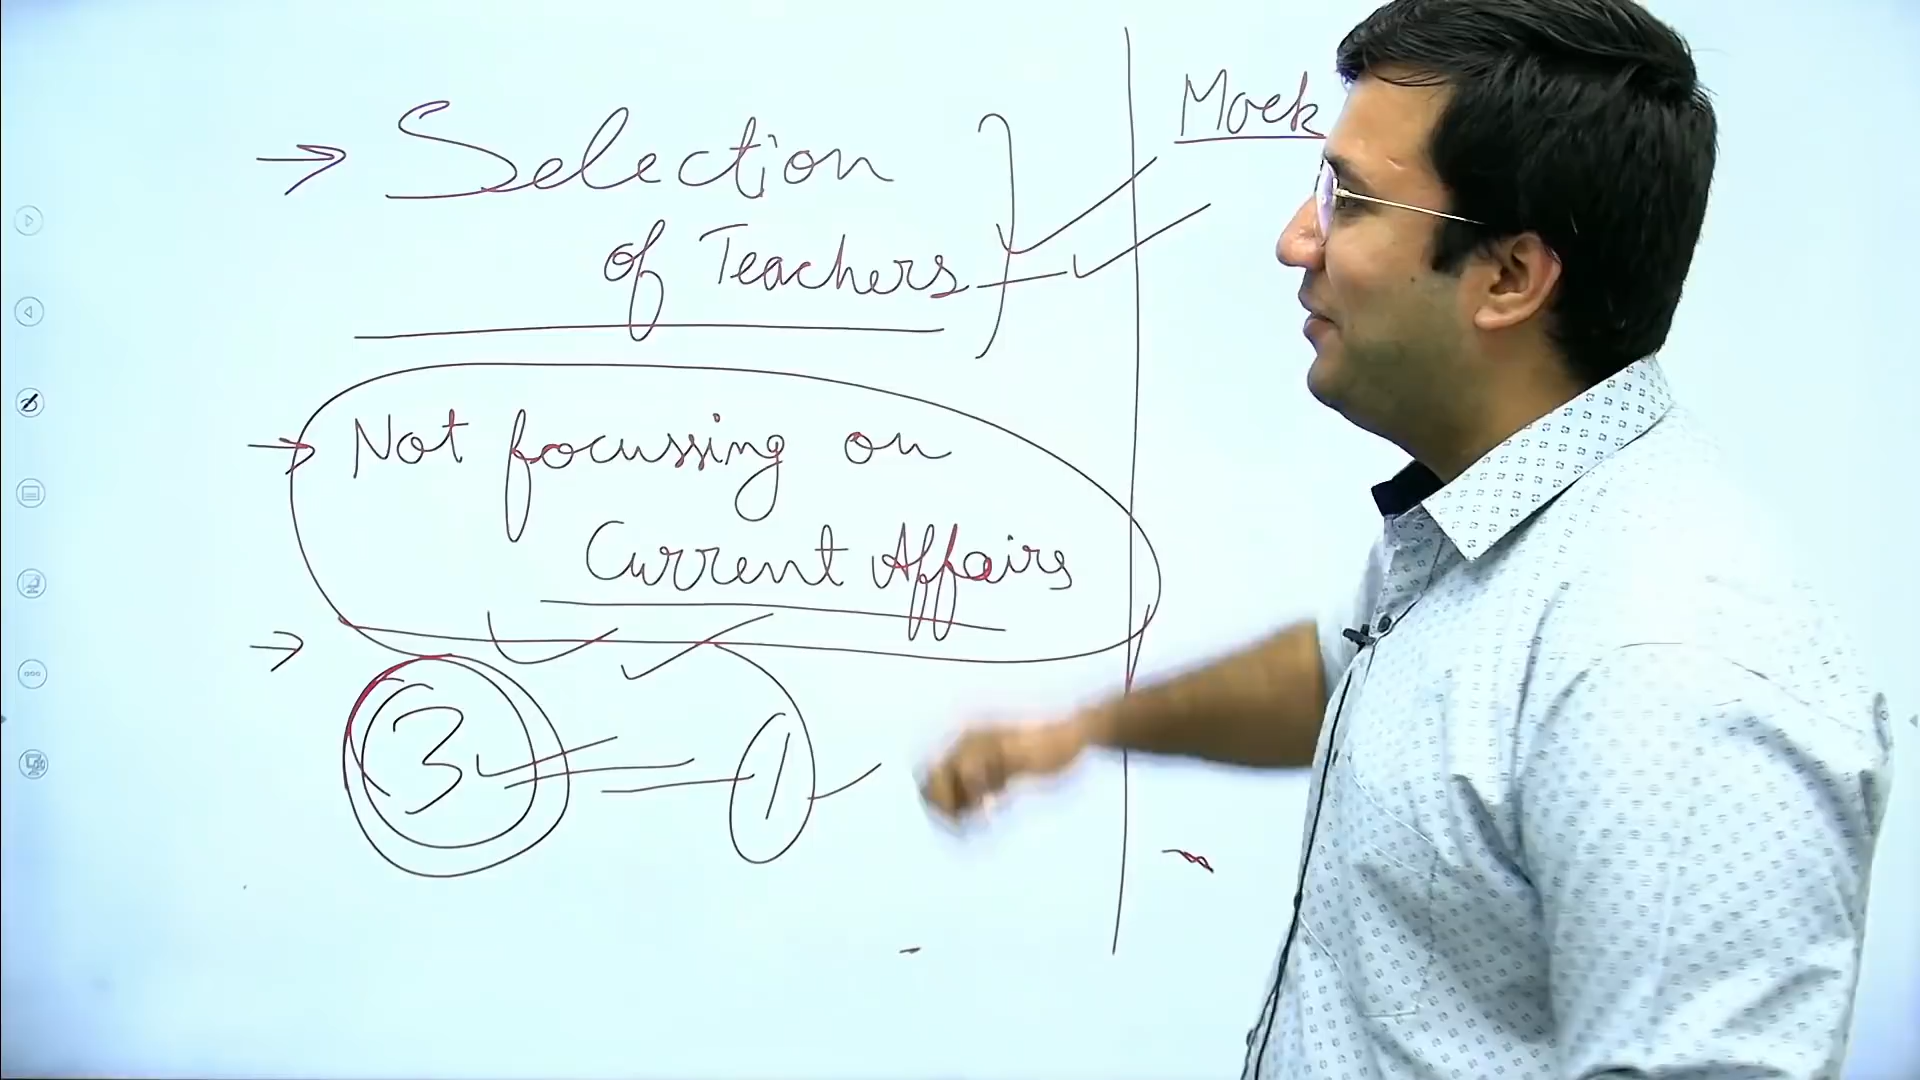 → Selection
of Teachers
→ Not focussing on
Current Affairs
→
3 1
Mock